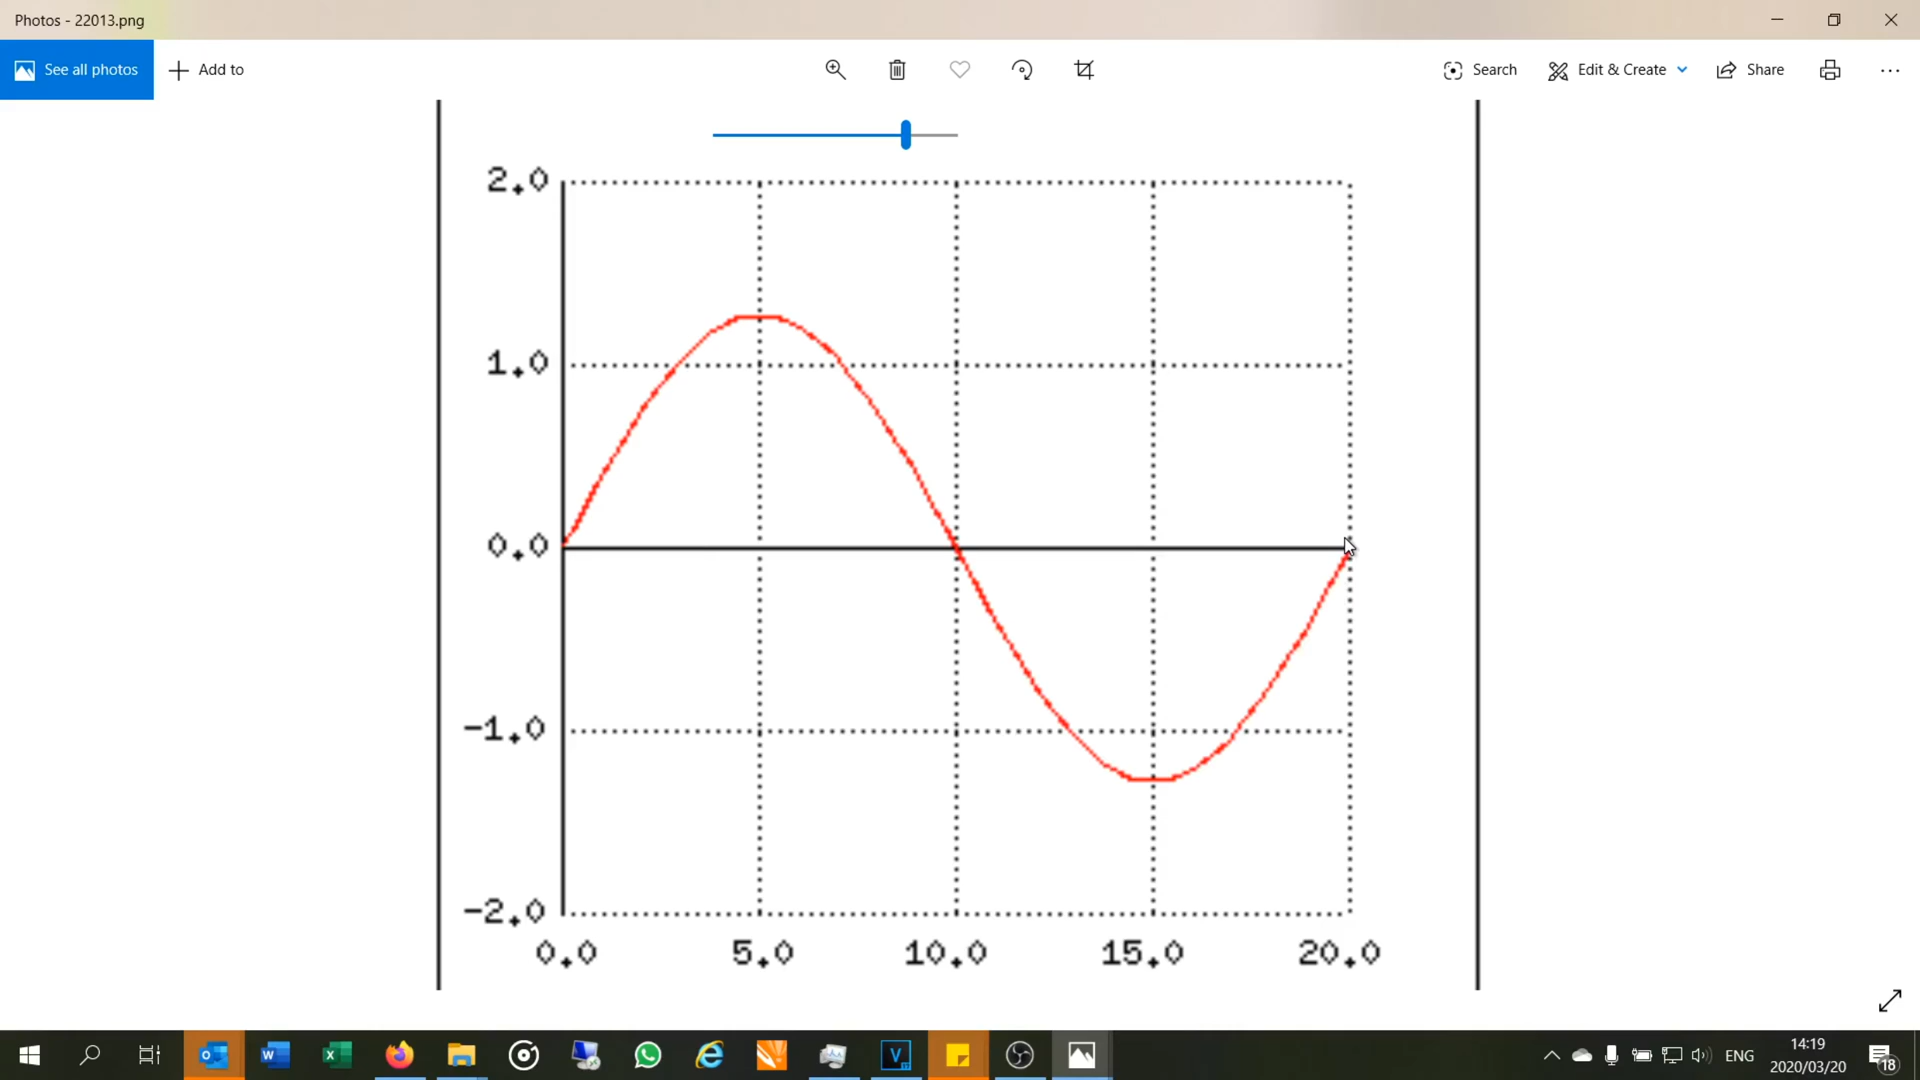 Photos - 22013.png
See all photos
Add to
Search
Edit & Create
Share
2.0
1.0
0.0
-1.0
-2.0
0.0 5.0 10.0 15.0 20.0
ENG
14:19
2020/03/20
18